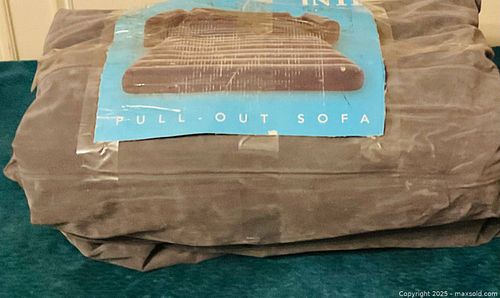 PULL-OUT SOFA
Copyright 2025 - maxsold.com